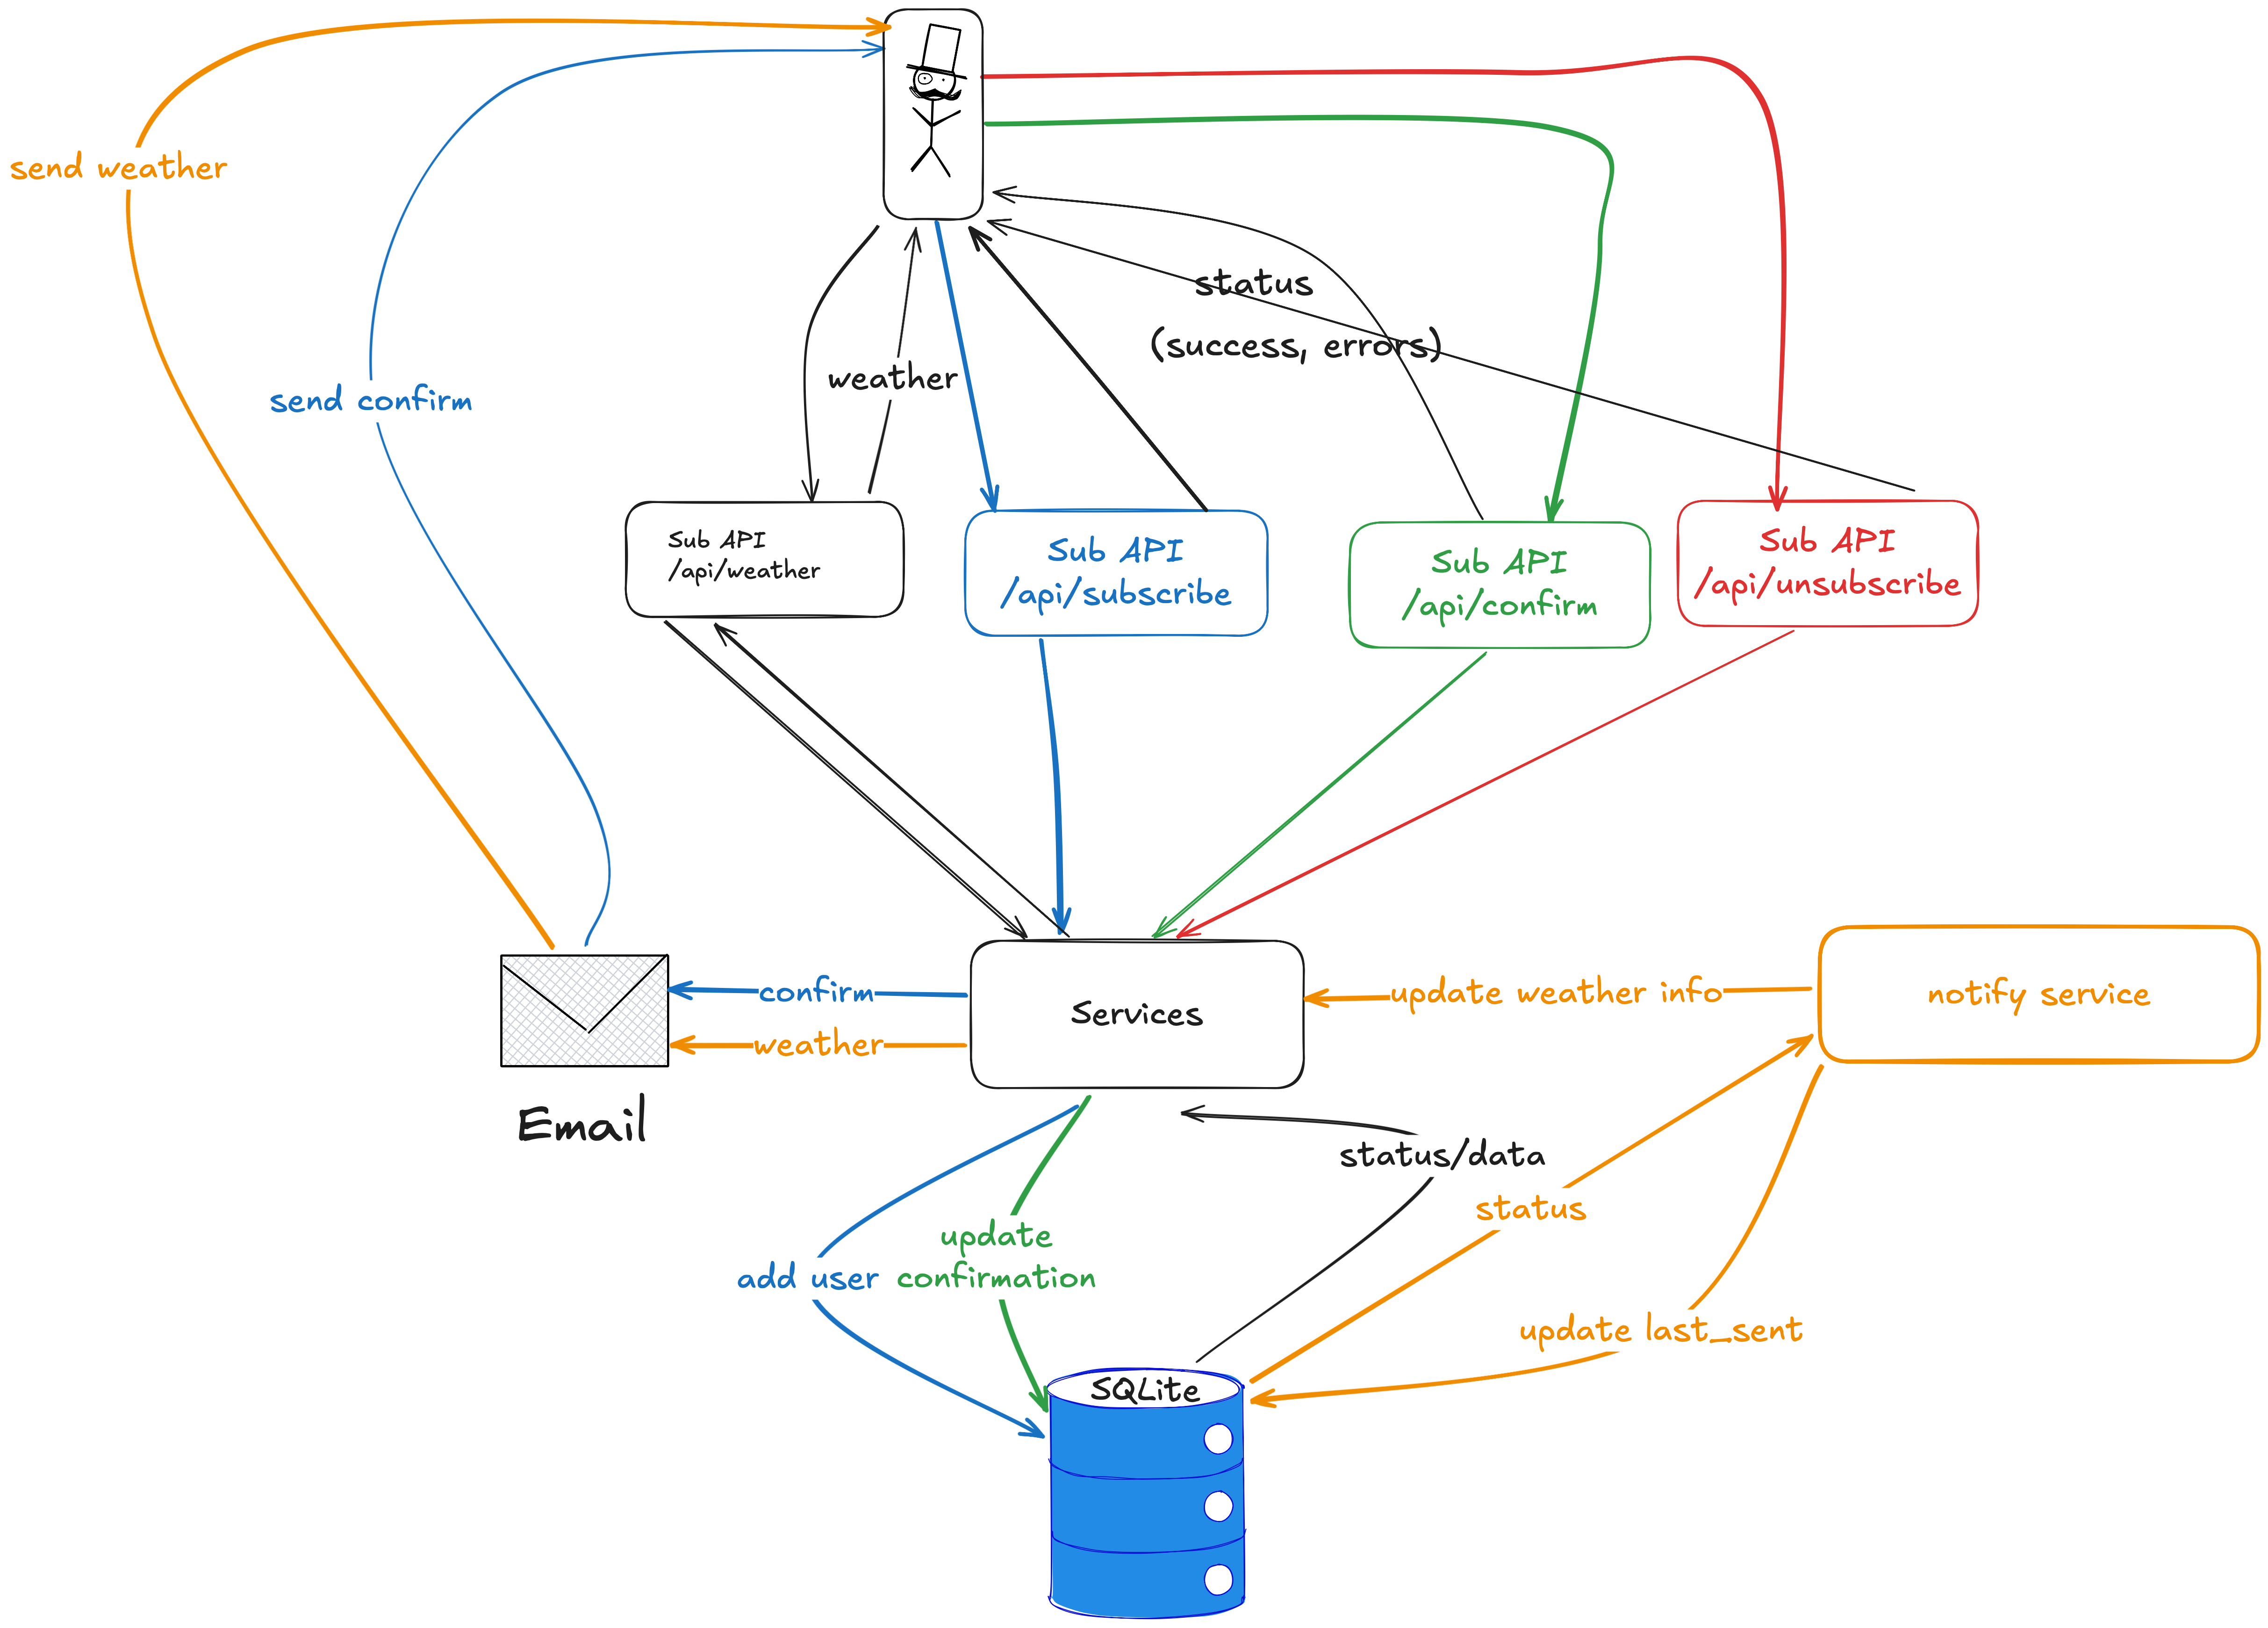 send weather
send confirm
status
(success, errors)
weather
Sub API
/api/weather
Sub API
/api/subscribe
Sub API
/api/confirm
Sub API
/api/unsubscribe
confirm
weather
Services
update weather info
notify service
Email
status/data
status
update
confirmation
add user
update last_sent
SQLite